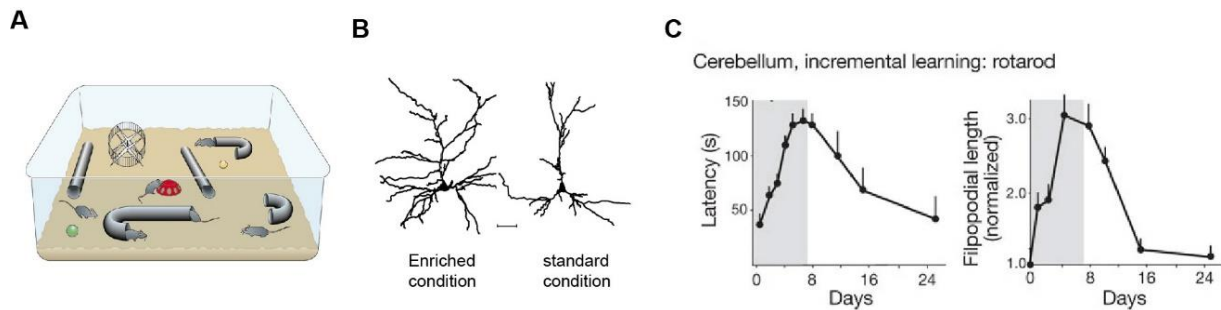 A
B
Enriched
condition
standard
condition
C
Cerebellum, incremental learning: rotarod
Latency (s)
150
100
50
0
8
16
24
Days
Filpopodial length
(normalized)
3.0
2.0
1.0
0
8
16
24
Days